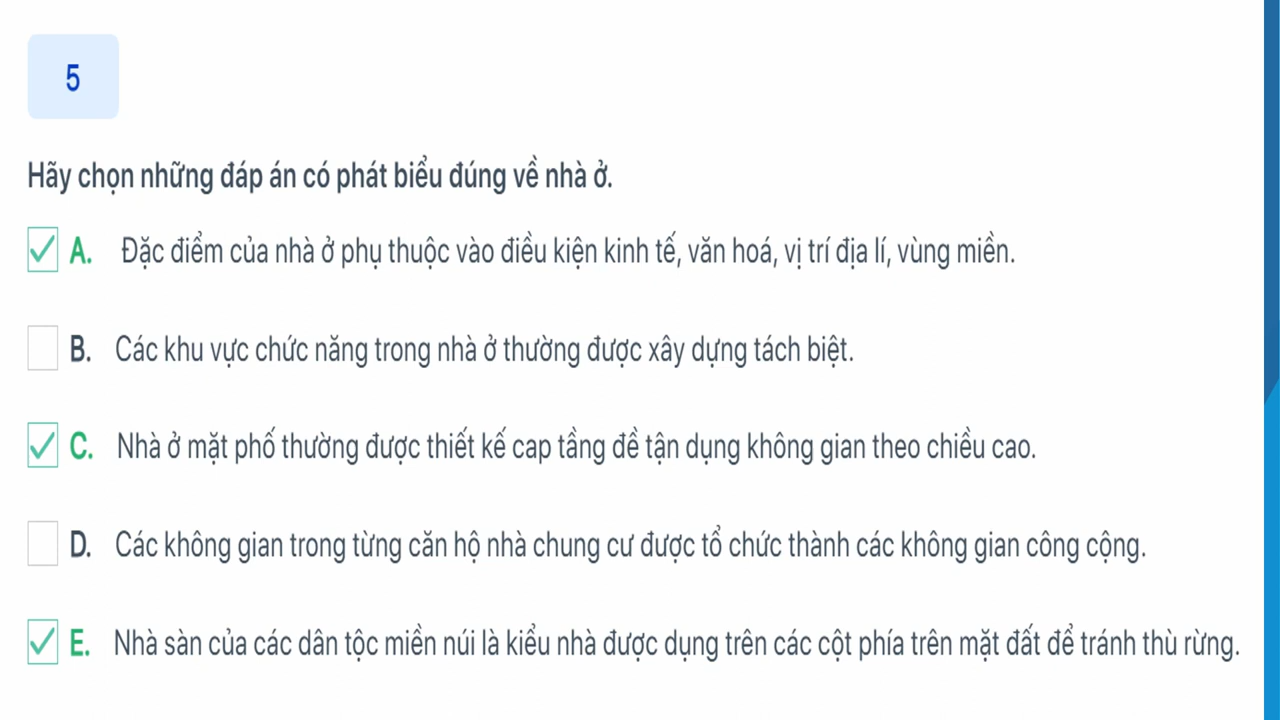 5
Hãy chọn những đáp án có phát biểu đúng về nhà ở.
A. Đặc điểm của nhà ở phụ thuộc vào điều kiện kinh tế, văn hoá, vị trí địa lí, vùng miền.
B. Các khu vực chức năng trong nhà ở thường được xây dựng tách biệt.
C. Nhà ở mặt phố thường được thiết kế cap tầng đề tận dụng không gian theo chiều cao.
D. Các không gian trong từng căn hộ nhà chung cư được tổ chức thành các không gian công cộng.
E. Nhà sàn của các dân tộc miền núi là kiểu nhà được dụng trên các cột phía trên mặt đất để tránh thù rừng.